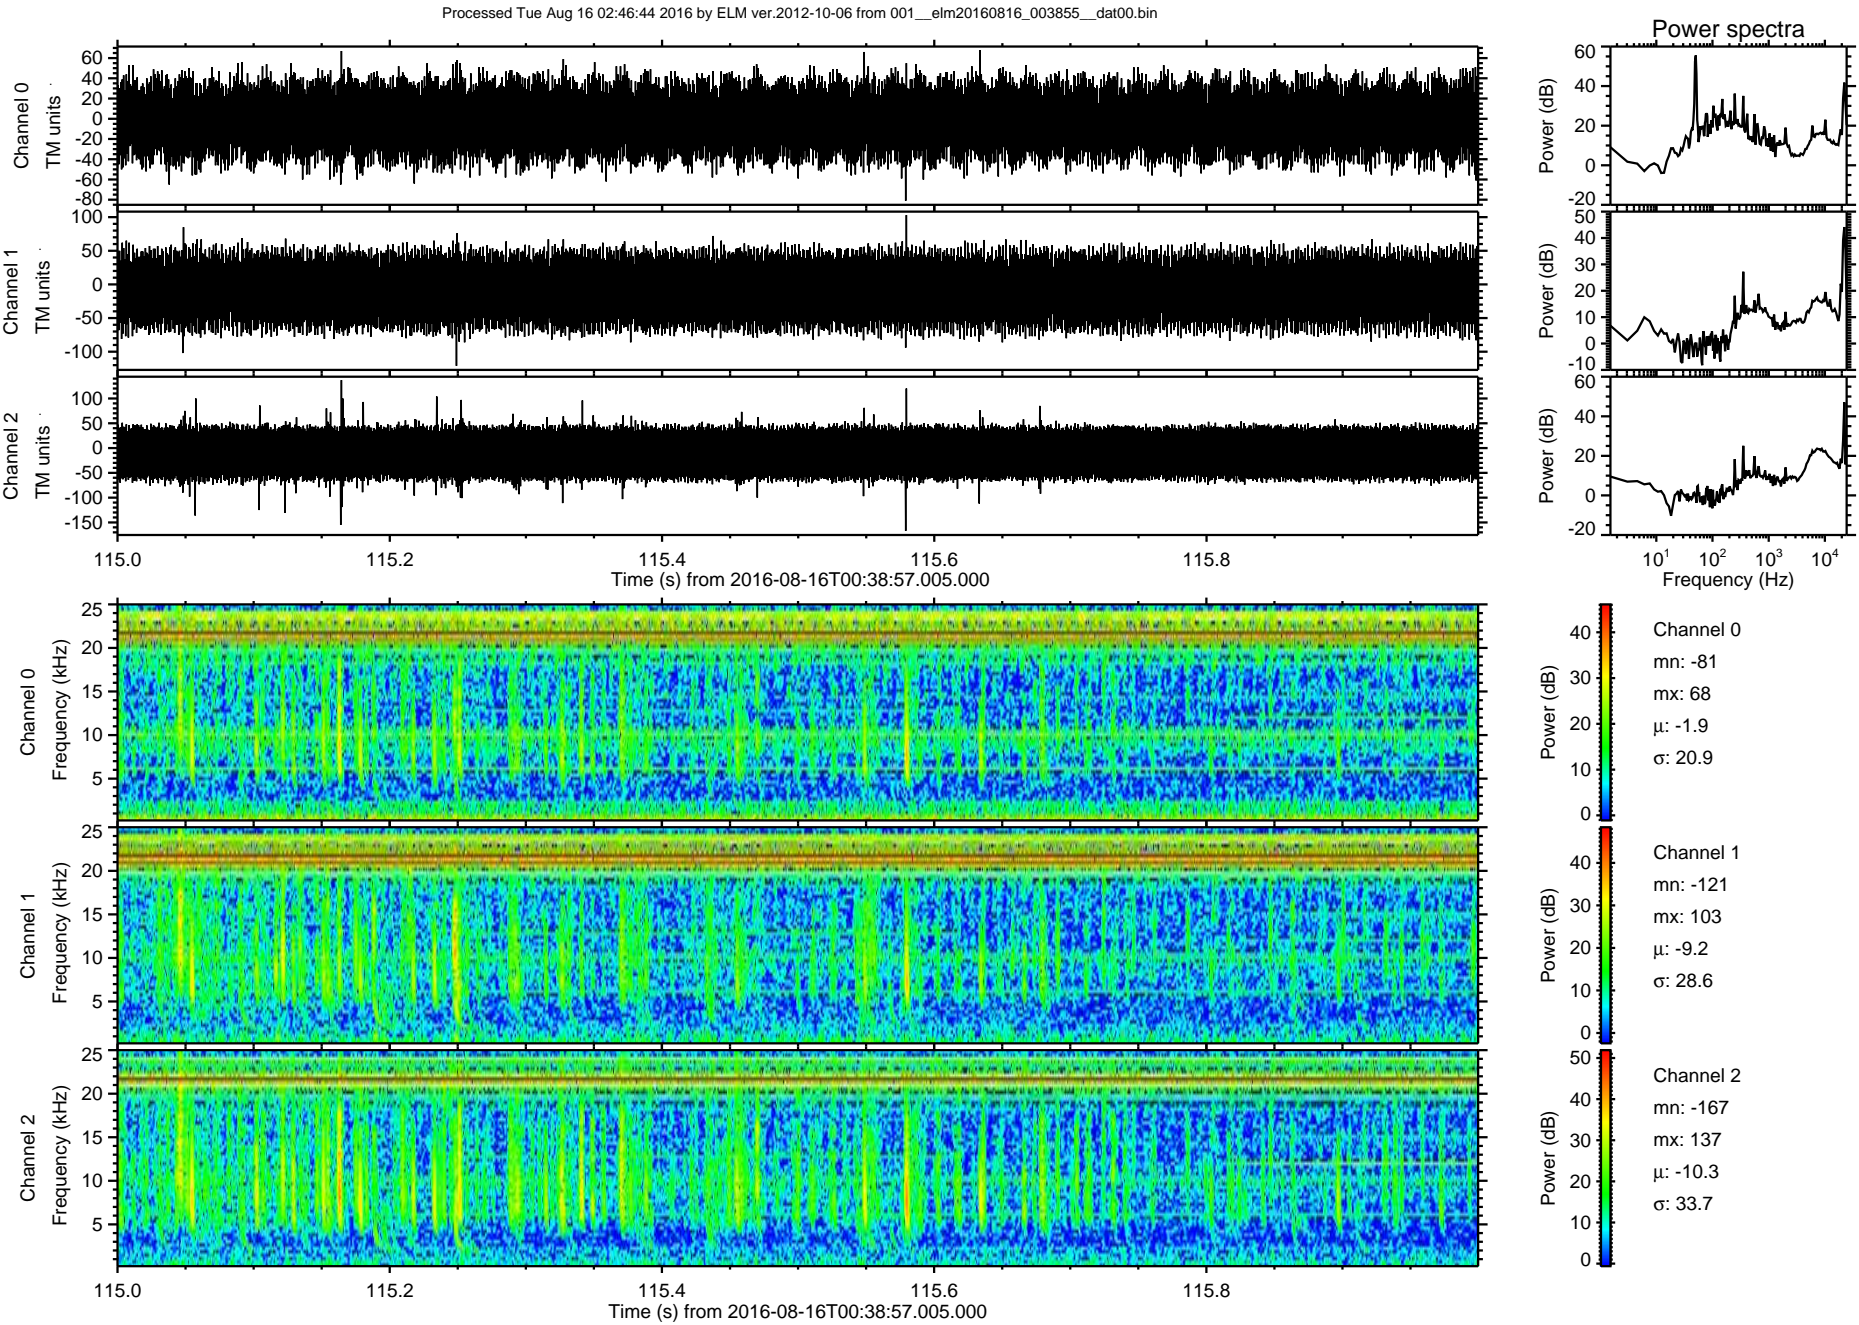 Processed Tue Aug 16 02:46:44 2016 by ELM ver.2012-10-06 from 001__elm20160816_003855__dat00.bin
Power spectra
Channel 0
TM units
60
40
20
0
-20
-40
-60
-80
Power (dB)
60
40
20
0
-20
Channel 1
TM units
100
50
0
-50
-100
Power (dB)
50
40
30
20
10
0
-10
Channel 2
TM units
100
50
0
-50
-100
-150
Power (dB)
60
40
20
0
-20
115.0 115.2 115.4 115.6 115.8
Time (s) from 2016-08-16T00:38:57.005.000
10¹ 10² 10³ 10⁴
Frequency (Hz)
Channel 0
Frequency (kHz)
25
20
15
10
5
Power (dB)
40
30
20
10
0
Channel 0
mn: -81
mx: 68
μ: -1.9
σ: 20.9
Channel 1
Frequency (kHz)
25
20
15
10
5
Power (dB)
40
30
20
10
0
Channel 1
mn: -121
mx: 103
μ: -9.2
σ: 28.6
Channel 2
Frequency (kHz)
25
20
15
10
5
Power (dB)
50
40
30
20
10
0
Channel 2
mn: -167
mx: 137
μ: -10.3
σ: 33.7
115.0 115.2 115.4 115.6 115.8
Time (s) from 2016-08-16T00:38:57.005.000